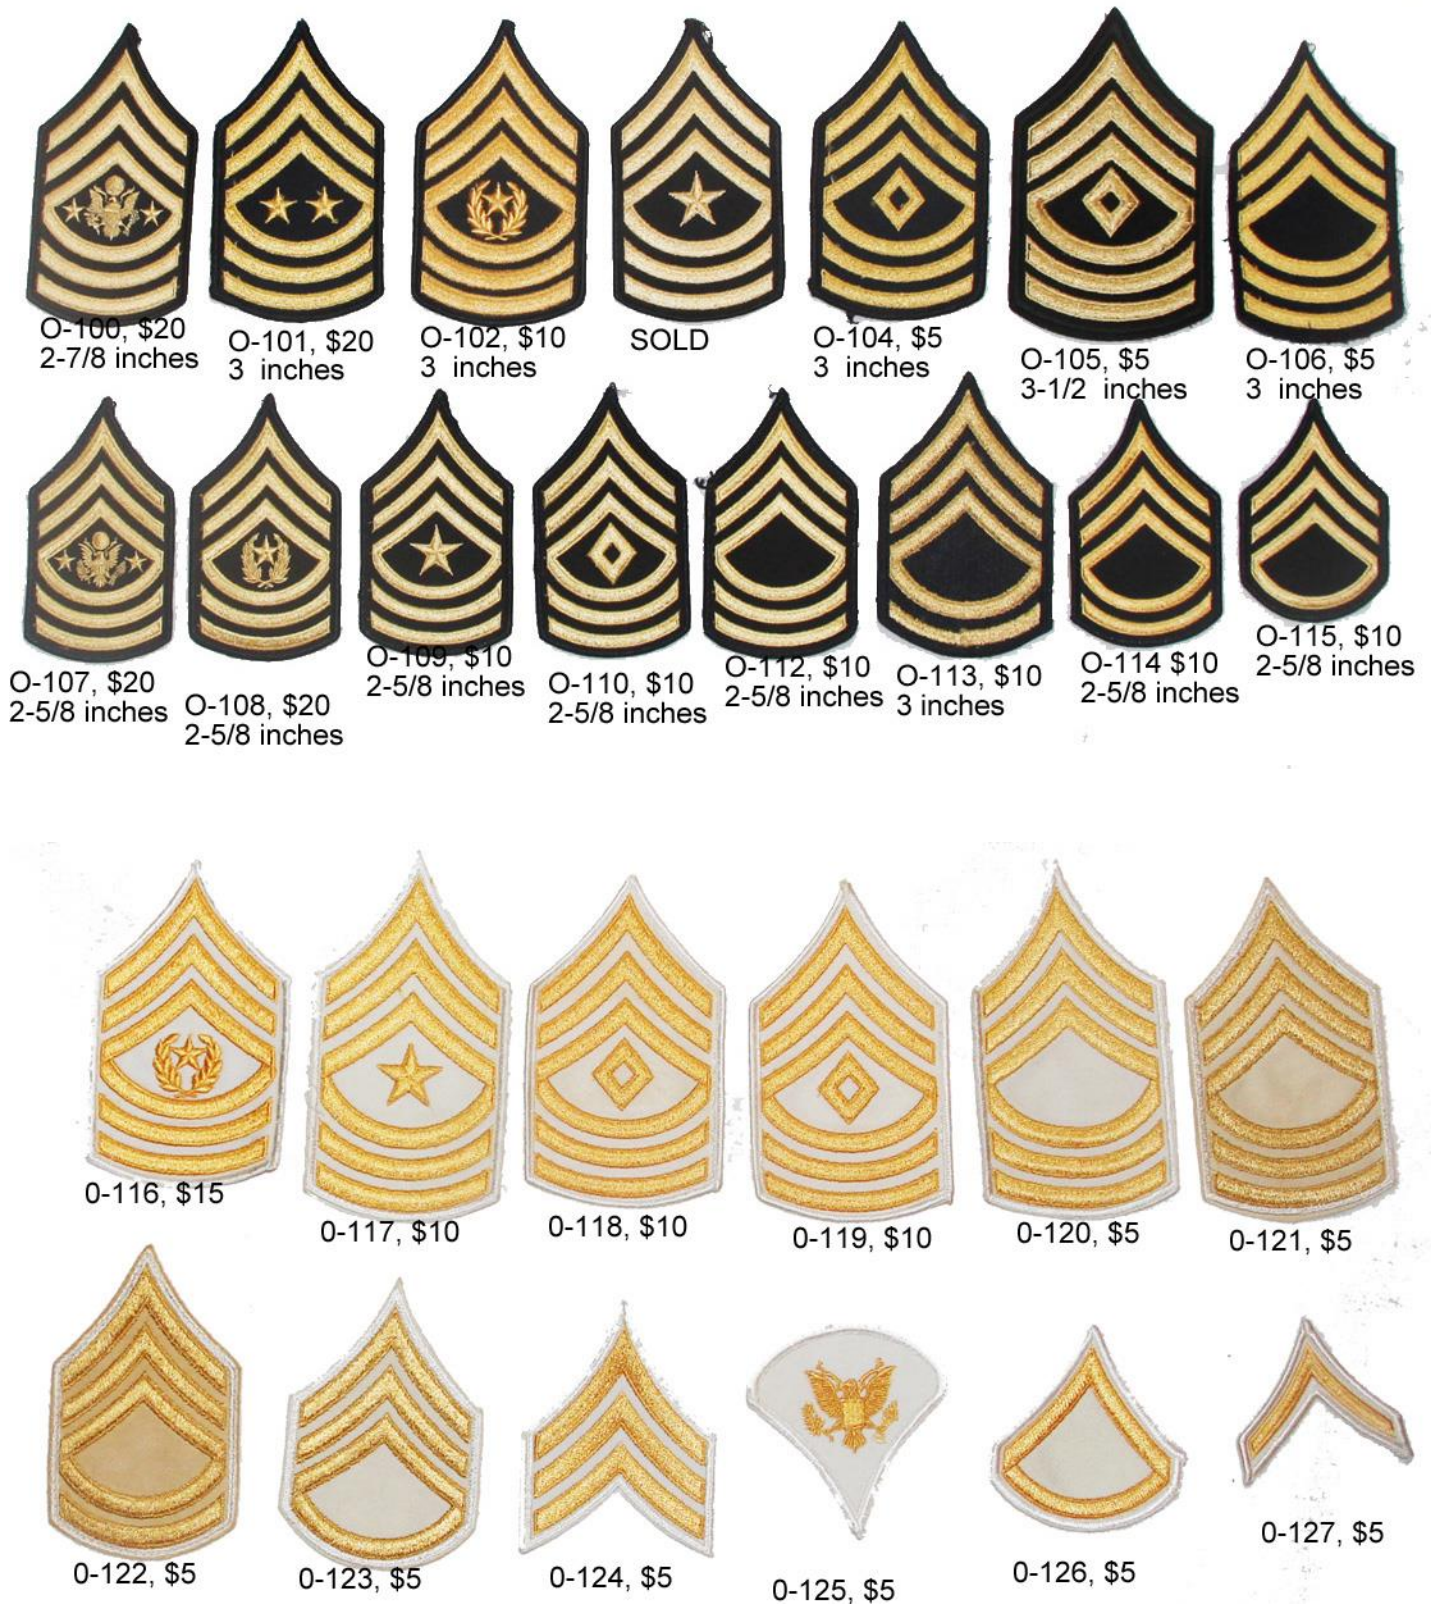 O-100, $20
2-7/8 inches
O-101, $20
3 inches
O-102, $10
3 inches
SOLD
O-104, $5
3 inches
O-105, $5
3-1/2 inches
O-106, $5
3 inches
O-107, $20
2-5/8 inches
O-108, $20
2-5/8 inches
O-109, $10
2-5/8 inches
O-110, $10
2-5/8 inches
O-112, $10
2-5/8 inches
O-113, $10
3 inches
O-114 $10
2-5/8 inches
O-115, $10
2-5/8 inches
0-116, $15
0-117, $10
0-118, $10
0-119, $10
0-120, $5
0-121, $5
0-122, $5
0-123, $5
0-124, $5
0-125, $5
0-126, $5
0-127, $5